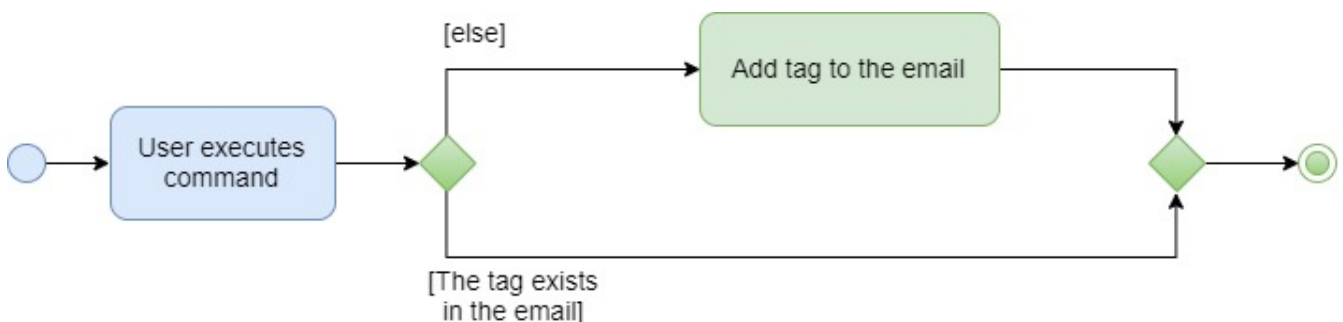 [else]
Add tag to the email
User executes
command
[The tag exists
in the email]